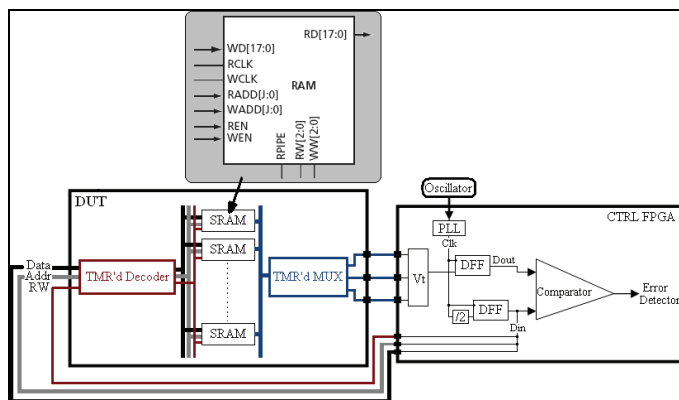 RD[17:0]
WD[17:0]
RCLK
WCLK
RAM
RADD[J:0]
WADD[J:0]
REN
WEN
RPIPE
RW[2:0]
WW[2:0]
DUT
SRAM
SRAM
SRAM
Data
Addr
RW
TMR'd Decoder
TMR'd MUX
Oscillator
CTRL FPGA
PLL
Clk
Vt
DFF
Dout
Comparator
Error
Detector
/2
DFF
Din